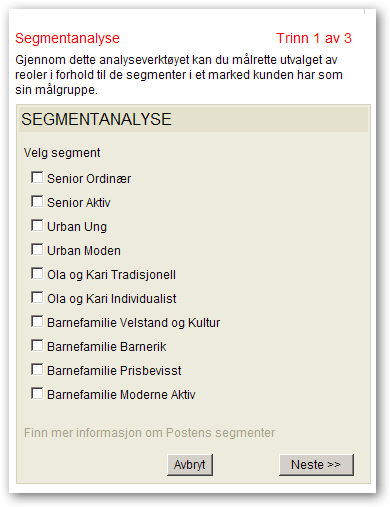 Segmentanalyse Trinn 1 av 3
Gjennom dette analyseverktøyet kan du målrette utvalget av
reoler i forhold til de segmenter i et marked kunden har som
sin målgruppe.
SEGMENTANALYSE
Velg segment
Senior Ordinær
Senior Aktiv
Urban Ung
Urban Moden
Ola og Kari Tradisjonell
Ola og Kari Individualist
Barnefamilie Velstand og Kultur
Barnefamilie Barnerik
Barnefamilie Prisbevisst
Barnefamilie Moderne Aktiv
Finn mer informasjon om Postens segmenter
Avbryt Neste >>